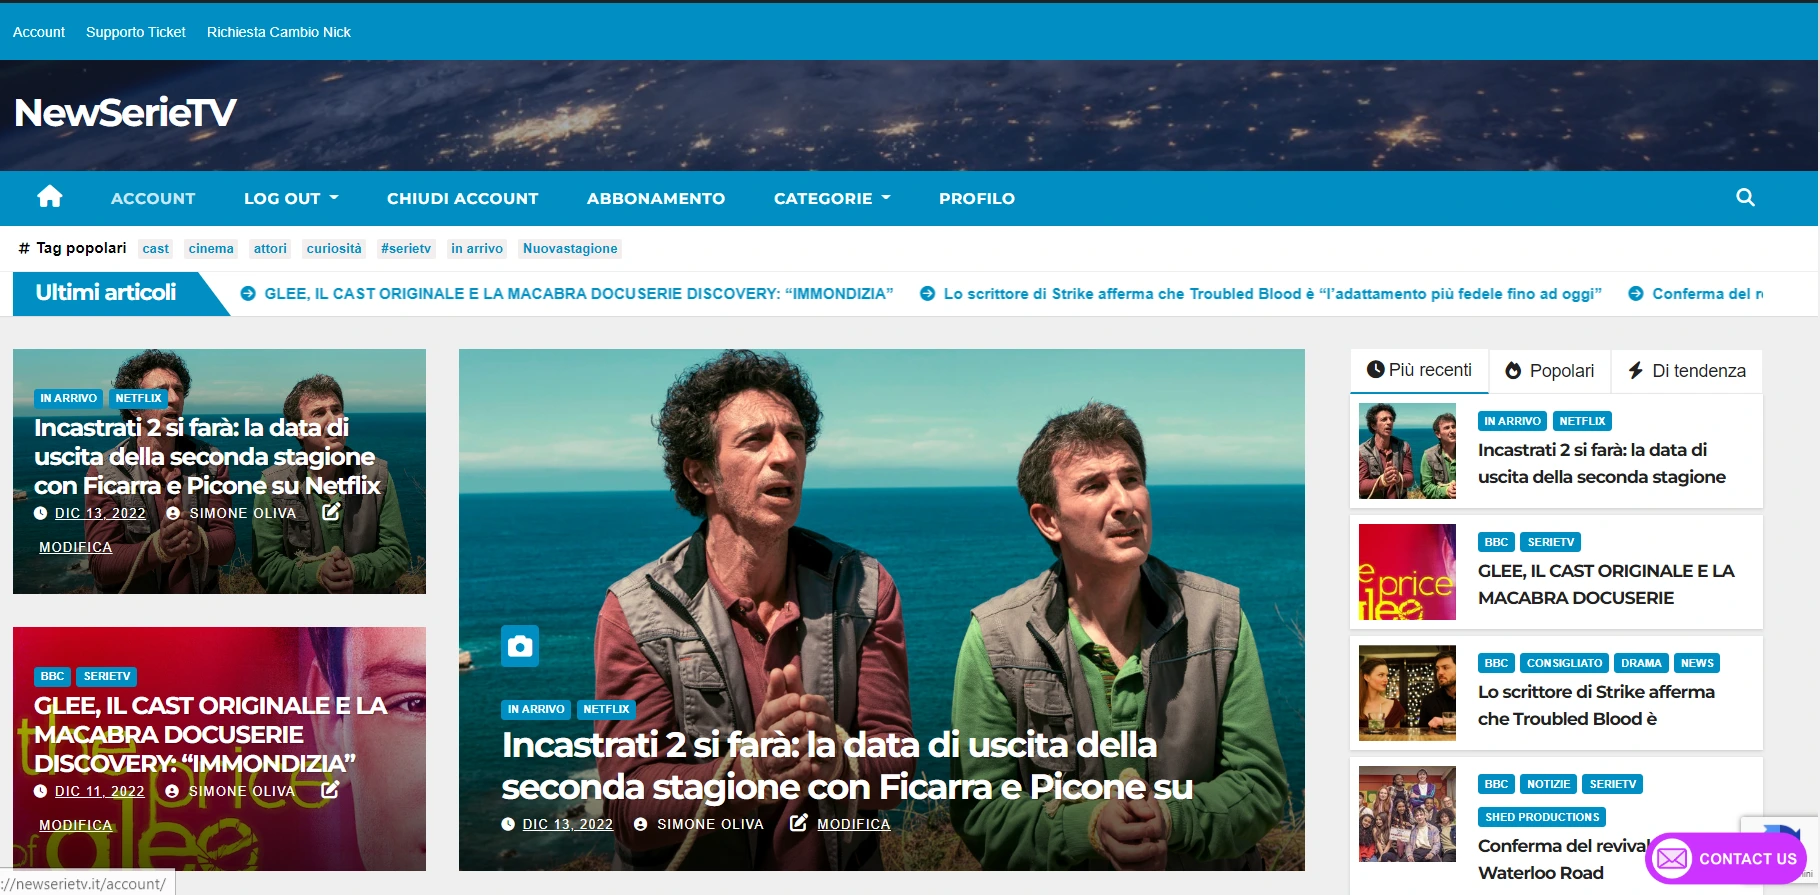 Account Supporto Ticket Richiesta Cambio Nick
NewSerieTV
ACCOUNT LOG OUT CHIUDI ACCOUNT ABBONAMENTO CATEGORIE PROFILO
# Tag popolari cast cinema attori curiosità #serietv in arrivo Nuovastagione
Ultimi articoli GLEE, IL CAST ORIGINALE E LA MACABRA DOCUSERIE DISCOVERY: “IMMONDIZIA” Lo scrittore di Strike afferma che Troubled Blood è “l’adattamento più fedele fino ad oggi” Conferma del
IN ARRIVO NETFLIX
Incastrati 2 si farà: la data di
uscita della seconda stagione
con Ficarra e Picone su Netflix
DIC 13, 2022 SIMONE OLIVA
MODIFICA
BBC SERIETV
GLEE, IL CAST ORIGINALE E LA
MACABRA DOCUSERIE
DISCOVERY: “IMMONDIZIA”
DIC 11, 2022 SIMONE OLIVA
MODIFICA
the
price
of glee
IN ARRIVO NETFLIX
Incastrati 2 si farà: la data di uscita della
seconda stagione con Ficarra e Picone su
DIC 13, 2022 SIMONE OLIVA MODIFICA
Più recenti Popolari Di tendenza
IN ARRIVO NETFLIX
Incastrati 2 si farà: la data di
uscita della seconda stagione
price
glee
BBC SERIETV
GLEE, IL CAST ORIGINALE E LA
MACABRA DOCUSERIE
BBC CONSIGLIATO DRAMA NEWS
Lo scrittore di Strike afferma
che Troubled Blood è
BBC NOTIZIE SERIETV
SHED PRODUCTIONS
Conferma del revival
Waterloo Road
CONTACT US
://newserietv.it/account/